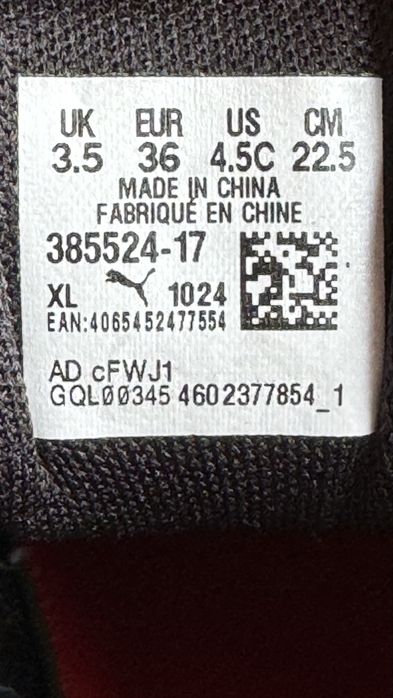 UK EUR US CM
3.5 36 4.5C 22.5
MADE IN CHINA
FABRIQUÉ EN CHINE
385524-17
XL 1024
EAN:4065452477554
AD cFWJ1
GQL00345 4602377854_1